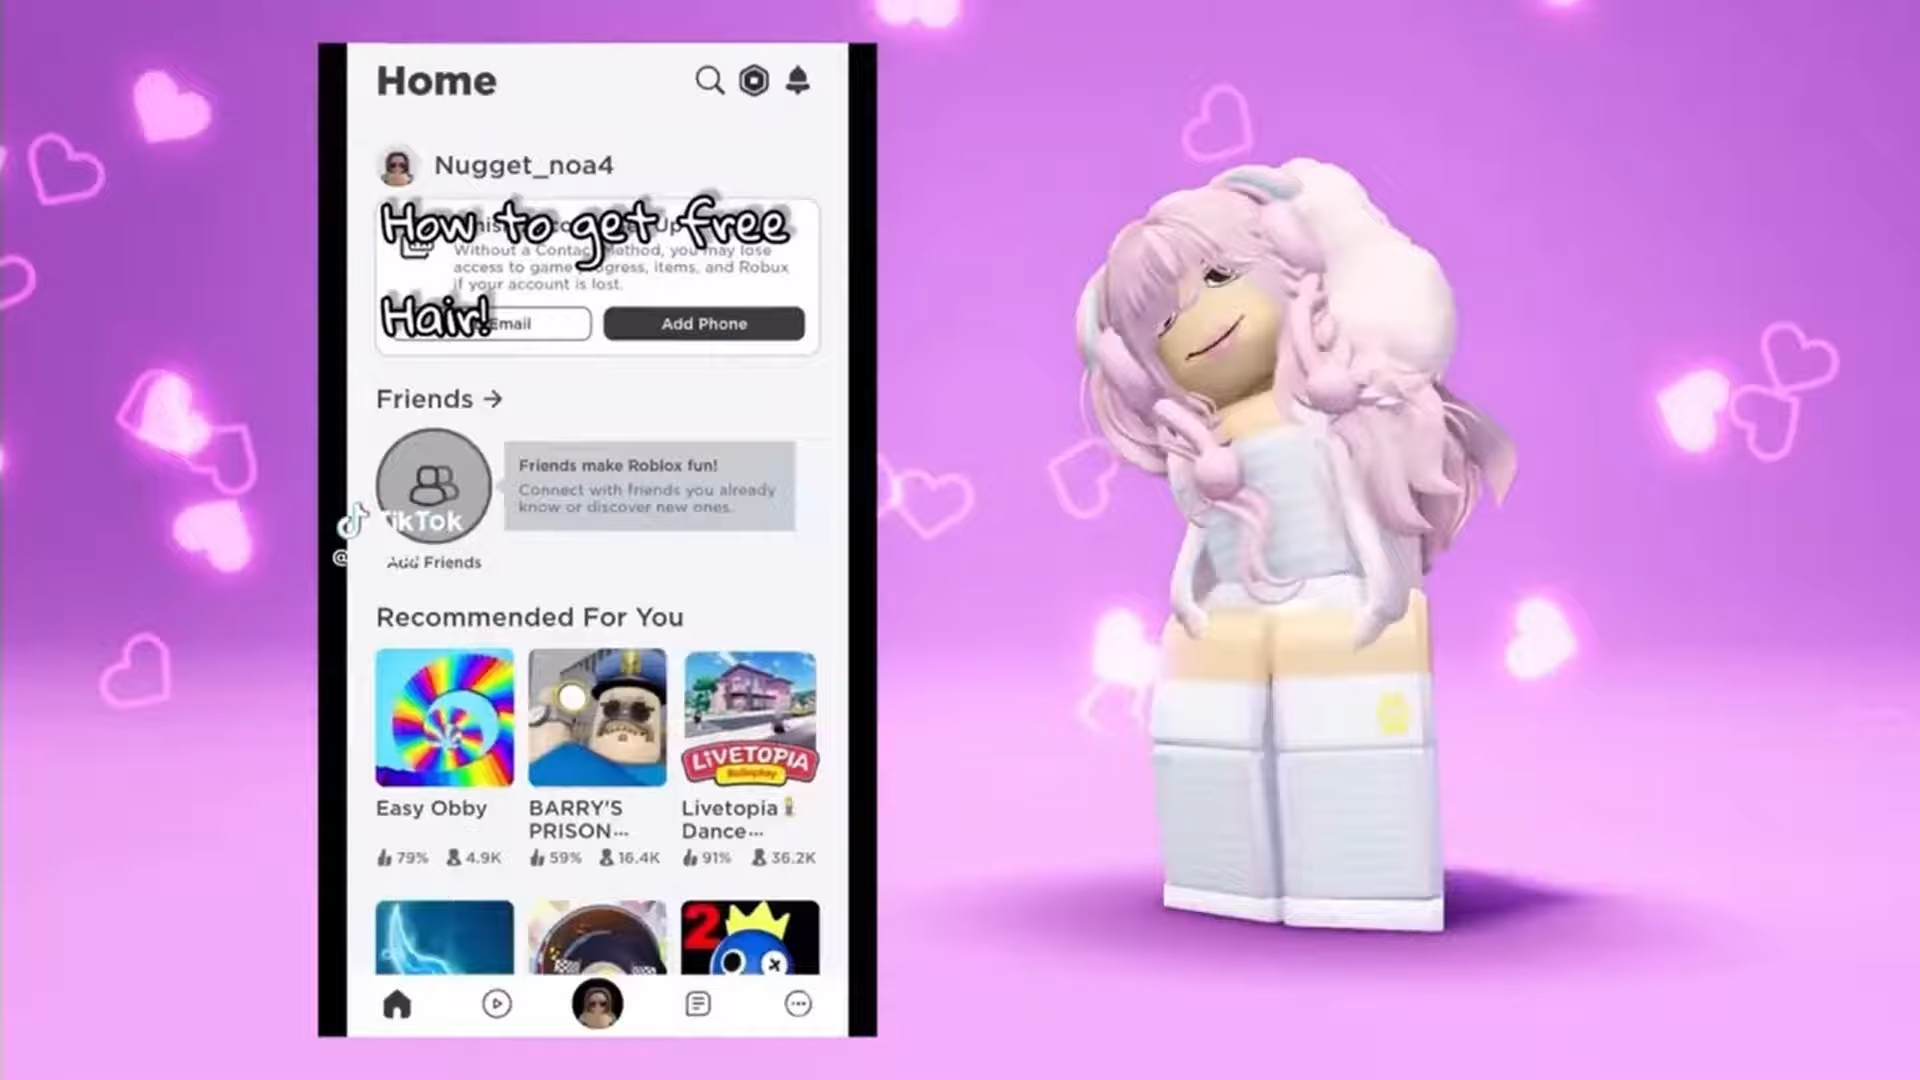 Home
Nugget_noa4
How to get free
Hair!
Without a Contact Method, you may lose
access to game progress, items, and Robux
if your account is lost.
Email
Add Phone
Friends →
Friends make Roblox fun!
Connect with friends you already
know or discover new ones.
TikTok
@
Add Friends
Recommended For You
LIVETOPIA
Roleplay
Easy Obby
BARRY'S
PRISON...
Livetopia
Dance...
79% 4.9K
59% 16.4K
91% 36.2K
2